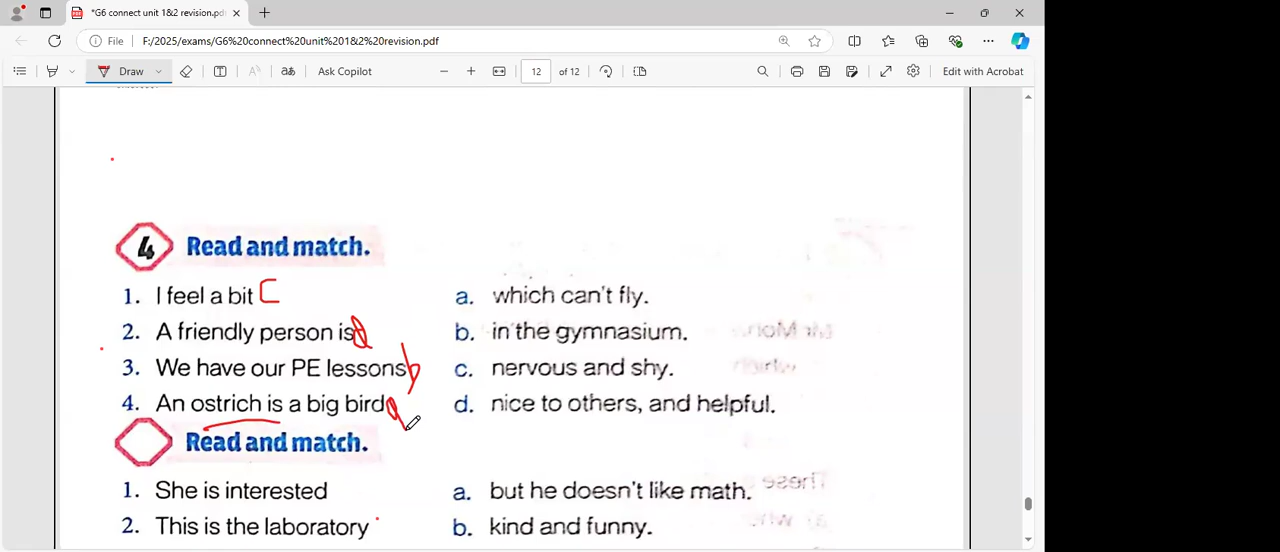 *G6 connect unit 1&2 revision.pdf
File F:/2025/exams/G6%20connect%20unit%201&2%20revision.pdf
Draw Ask Copilot 12 of 12 Edit with Acrobat
4 Read and match.
1. I feel a bit C a. which can't fly.
2. A friendly person is d b. in the gymnasium.
3. We have our PE lessons b c. nervous and shy.
4. An ostrich is a big bird a d. nice to others, and helpful.
Read and match.
1. She is interested a. but he doesn't like math.
2. This is the laboratory b. kind and funny.